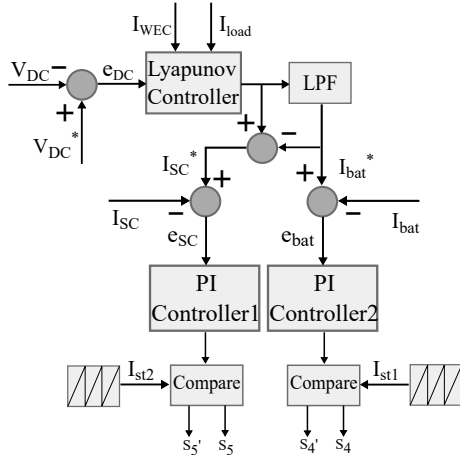 I_WEC I_load
V_DC − e_DC Lyapunov Controller LPF
+
V_DC*
+ −
I_SC* I_bat*
+ +
I_SC − − I_bat
e_SC e_bat
PI Controller1 PI Controller2
I_st2 Compare Compare I_st1
S_5' S_5 S_4' S_4